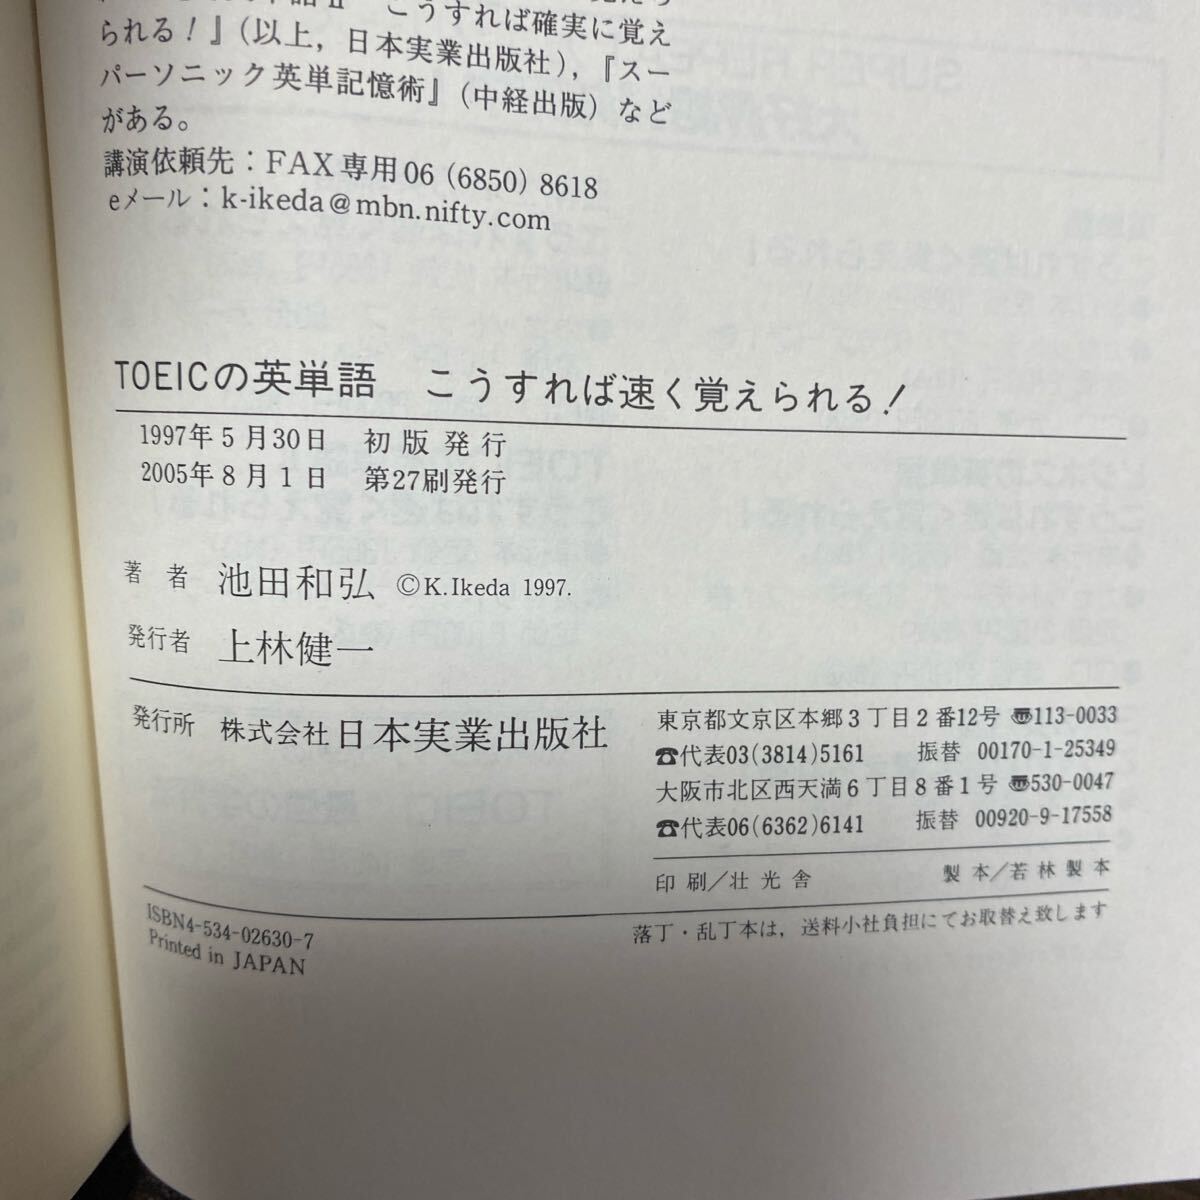 こうすれば確実に覚え
られる！』（以上，日本実業出版社），『スー
パーソニック英単記憶術』（中経出版）など
がある。
講演依頼先：FAX専用06（6850）8618
eメール：k-ikeda@mbn.nifty.com
TOEICの英単語　こうすれば速く覚えられる！
1997年5月30日　初版発行
2005年8月1日　第27刷発行
著者　池田和弘　©K.Ikeda 1997.
発行者　上林健一
発行所　株式会社日本実業出版社
東京都文京区本郷3丁目2番12号　〠113-0033
☎代表03(3814)5161　振替　00170-1-25349
大阪市北区西天満6丁目8番1号　〠530-0047
☎代表06(6362)6141　振替　00920-9-17558
印刷／壮光舎　製本／若林製本
落丁・乱丁本は，送料小社負担にてお取替え致します
ISBN4-534-02630-7
Printed in JAPAN